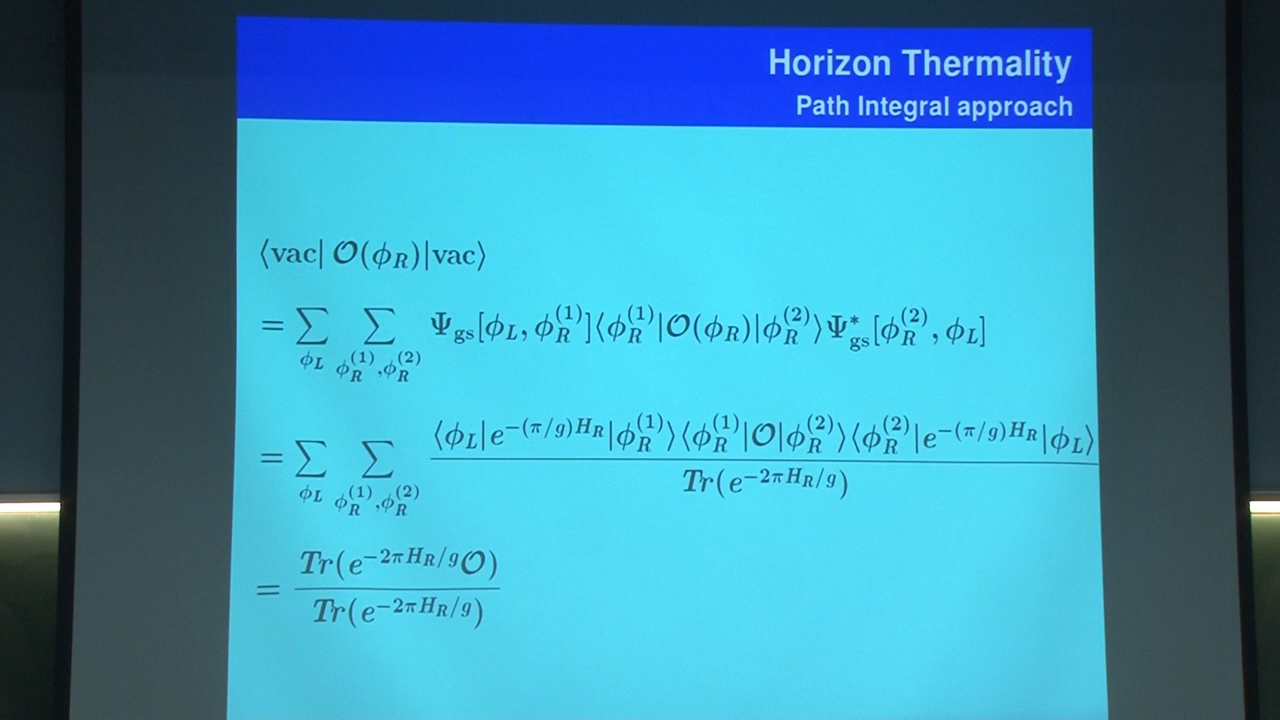 Horizon Thermality
Path Integral approach
⟨vac| 𝒪(ϕ_R)|vac⟩
= ∑_{ϕ_L} ∑_{ϕ_R^{(1)},ϕ_R^{(2)}} Ψ_gs[ϕ_L, ϕ_R^{(1)}]⟨ϕ_R^{(1)}|𝒪(ϕ_R)|ϕ_R^{(2)}⟩Ψ*_gs[ϕ_R^{(2)}, ϕ_L]
= ∑_{ϕ_L} ∑_{ϕ_R^{(1)},ϕ_R^{(2)}} ⟨ϕ_L|e^{−(π/g)H_R}|ϕ_R^{(1)}⟩⟨ϕ_R^{(1)}|𝒪|ϕ_R^{(2)}⟩⟨ϕ_R^{(2)}|e^{−(π/g)H_R}|ϕ_L⟩
Tr(e^{−2πH_R/g})
= Tr(e^{−2πH_R/g}𝒪)
Tr(e^{−2πH_R/g})